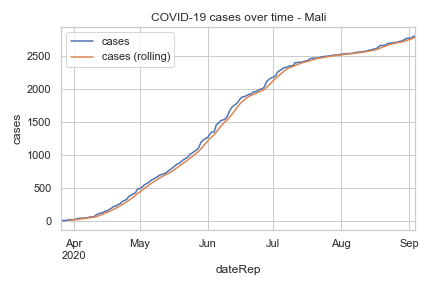 COVID-19 cases over time - Mali
cases
cases (rolling)
2500
2000
1500
1000
500
0
cases
Apr May Jun Jul Aug Sep
2020
dateRep